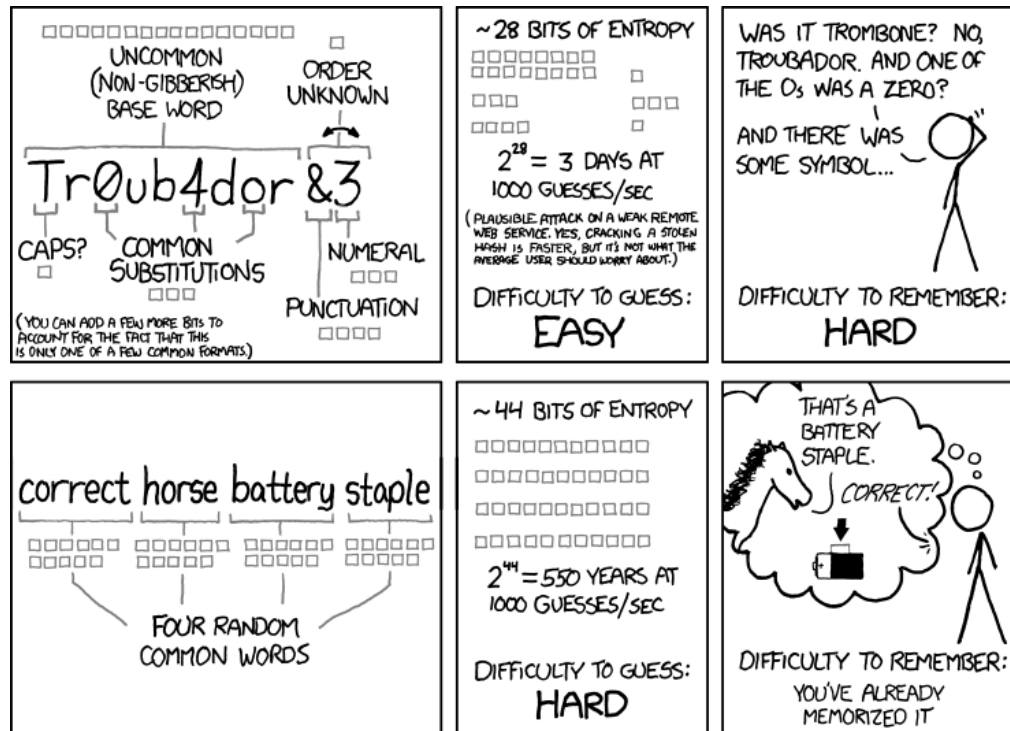 UNCOMMON
(NON-GIBBERISH)
BASE WORD
ORDER
UNKNOWN
Tr0ub4dor &3
CAPS?
COMMON
SUBSTITUTIONS
NUMERAL
PUNCTUATION
(YOU CAN ADD A FEW MORE BITS TO
ACCOUNT FOR THE FACT THAT THIS
IS ONLY ONE OF A FEW COMMON FORMATS.)
~28 BITS OF ENTROPY
2^28 = 3 DAYS AT
1000 GUESSES/SEC
(PLAUSIBLE ATTACK ON A WEAK REMOTE
WEB SERVICE. YES, CRACKING A STOLEN
HASH IS FASTER, BUT IT'S NOT WHAT THE
AVERAGE USER SHOULD WORRY ABOUT.)
DIFFICULTY TO GUESS:
EASY
WAS IT TROMBONE? NO,
TROUBADOR. AND ONE OF
THE Os WAS A ZERO?
AND THERE WAS
SOME SYMBOL...
DIFFICULTY TO REMEMBER:
HARD
correct horse battery staple
FOUR RANDOM
COMMON WORDS
~44 BITS OF ENTROPY
2^44 = 550 YEARS AT
1000 GUESSES/SEC
DIFFICULTY TO GUESS:
HARD
THAT'S A
BATTERY
STAPLE.
CORRECT!
DIFFICULTY TO REMEMBER:
YOU'VE ALREADY
MEMORIZED IT